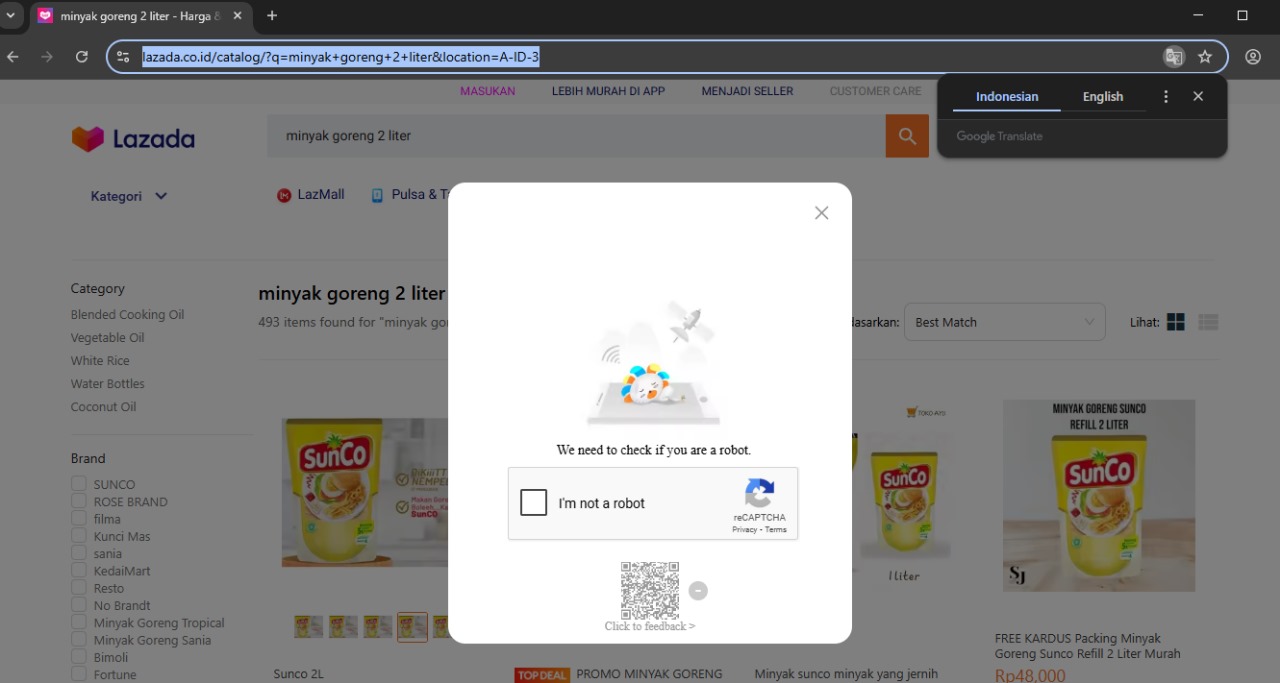 minyak goreng 2 liter - Harga &
lazada.co.id/catalog/?q=minyak+goreng+2+liter&location=A-ID-3
Indonesian English
Google Translate
MASUKAN LEBIH MURAH DI APP MENJADI SELLER CUSTOMER CARE
Lazada
minyak goreng 2 liter
Kategori
LazMall
Pulsa &
Category
Blended Cooking Oil
Vegetable Oil
White Rice
Water Bottles
Coconut Oil
Brand
SUNCO
ROSE BRAND
filma
Kunci Mas
sania
KedaiMart
Resto
No Brandt
Minyak Goreng Tropical
Minyak Goreng Sania
Bimoli
Fortune
minyak goreng 2 liter
493 items found for "minyak
Best Match
Lihat:
We need to check if you are a robot.
I'm not a robot
reCAPTCHA
Privacy - Terms
Click to feedback >
SunCo
SunCo
Sunco 2L
TOP DEAL PROMO MINYAK GORENG
TOKO AYO
SunCo
1 liter
Minyak sunco minyak yang jernih
MINYAK GORENG SUNCO
REFILL 2 LITER
SunCo
SJ
FREE KARDUS Packing Minyak
Goreng Sunco Refill 2 Liter Murah
Rp48,000